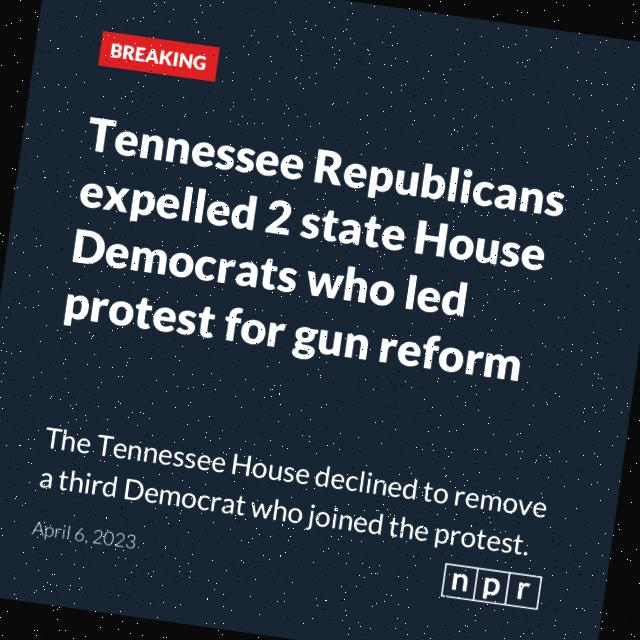 BREAKING
Tennessee Republicans
expelled 2 state House
Democrats who led
protest for gun reform
The Tennessee House declined to remove
a third Democrat who joined the protest.
April 6, 2023
npr